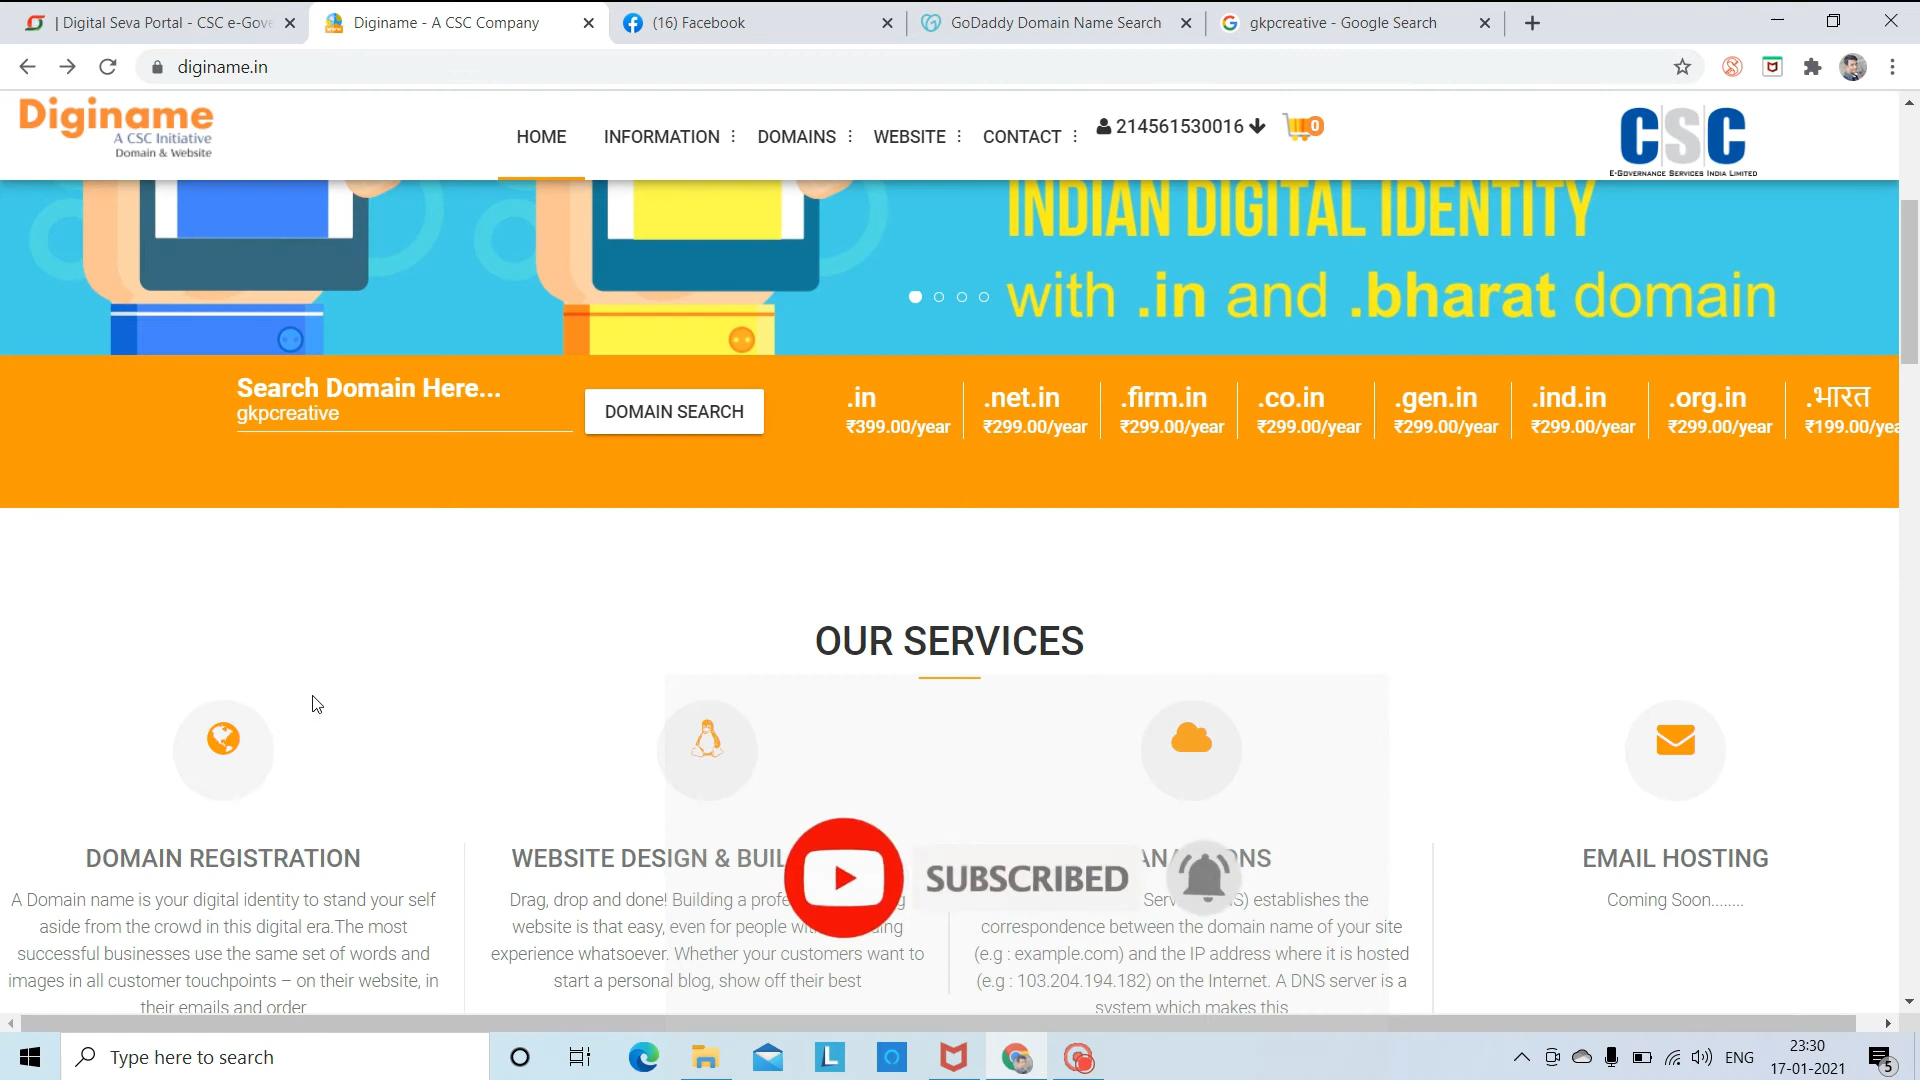 | Digital Seva Portal - CSC e-Gove
Diginame - A CSC Company
(16) Facebook
GoDaddy Domain Name Search
gkpcreative - Google Search
diginame.in
Diginame
A CSC Initiative
Domain & Website
HOME
INFORMATION
DOMAINS
WEBSITE
CONTACT
214561530016
0
CSC
E-GOVERNANCE SERVICES INDIA LIMITED
INDIAN DIGITAL IDENTITY
with .in and .bharat domain
Search Domain Here...
gkpcreative
DOMAIN SEARCH
.in
₹399.00/year
.net.in
₹299.00/year
.firm.in
₹299.00/year
.co.in
₹299.00/year
.gen.in
₹299.00/year
.ind.in
₹299.00/year
.org.in
₹299.00/year
.भारत
₹199.00/yea
OUR SERVICES
DOMAIN REGISTRATION
A Domain name is your digital identity to stand your self
aside from the crowd in this digital era.The most
successful businesses use the same set of words and
images in all customer touchpoints – on their website, in
their emails and order
WEBSITE DESIGN & BUIL
Drag, drop and done! Building a profe
website is that easy, even for people wi
experience whatsoever. Whether your customers want to
start a personal blog, show off their best
Serv S) establishes the
correspondence between the domain name of your site
(e.g : example.com) and the IP address where it is hosted
(e.g : 103.204.194.182) on the Internet. A DNS server is a
system which makes this
EMAIL HOSTING
Coming Soon........
SUBSCRIBED
Type here to search
L
ENG
23:30
17-01-2021
5